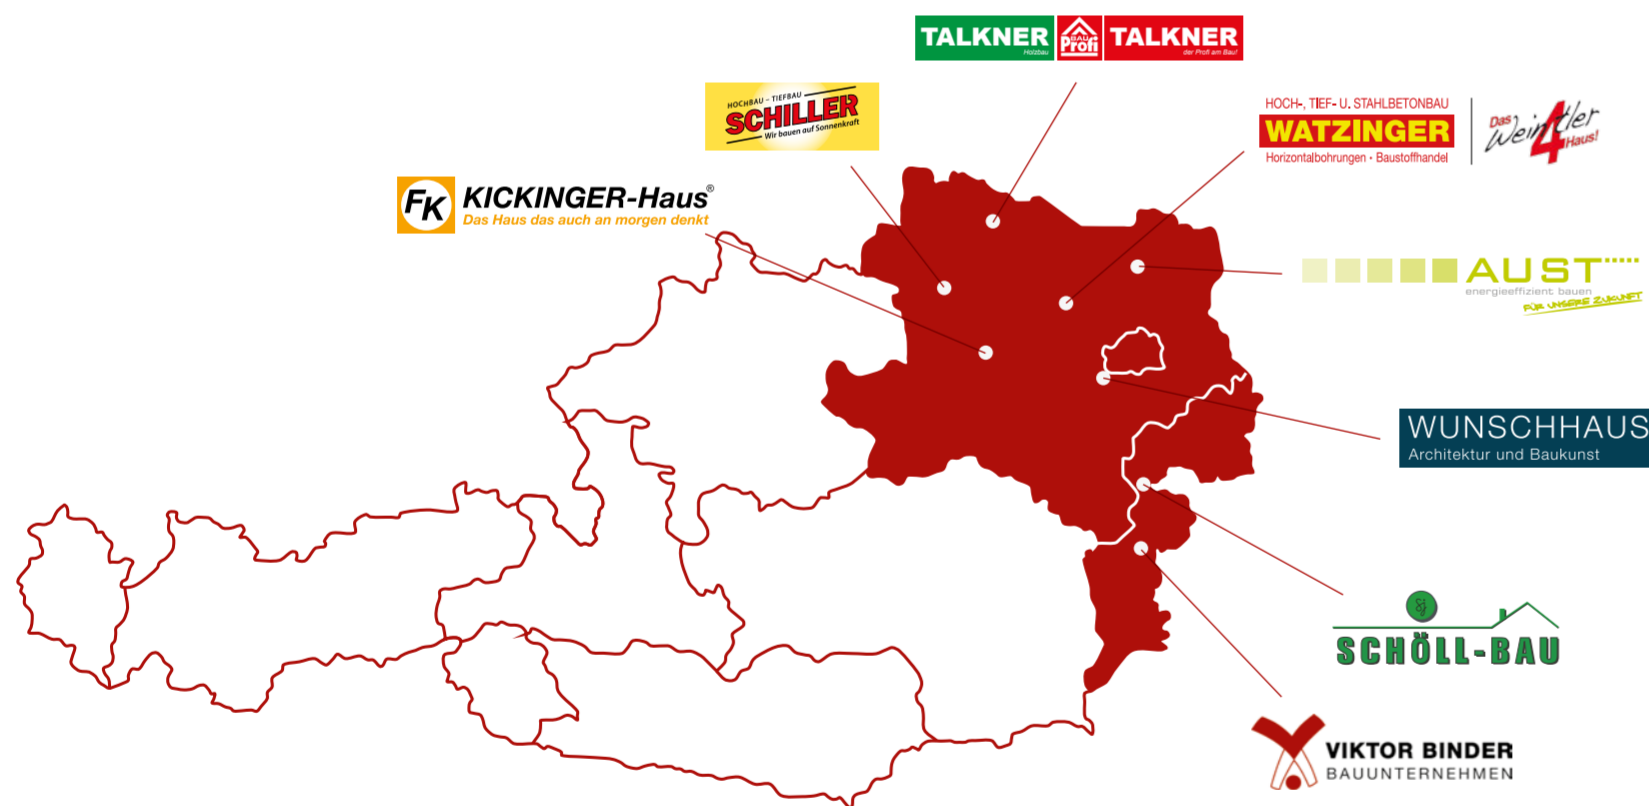 TALKNER
Holzbau
BAU
Profi
TALKNER
der Profi am Bau!
HOCHBAU – TIEFBAU
SCHILLER
Wir bauen auf Sonnenkraft
HOCH-, TIEF- U. STAHLBETONBAU
WATZINGER
Horizontalbohrungen • Baustoffhandel
Das
Wein4tler
Haus!
FK
KICKINGER-Haus®
Das Haus das auch an morgen denkt
AUST
energieeffizient bauen
FÜR UNSERE ZUKUNFT
WUNSCHHAUS
Architektur und Baukunst
SCHÖLL-BAU
VIKTOR BINDER
BAUUNTERNEHMEN